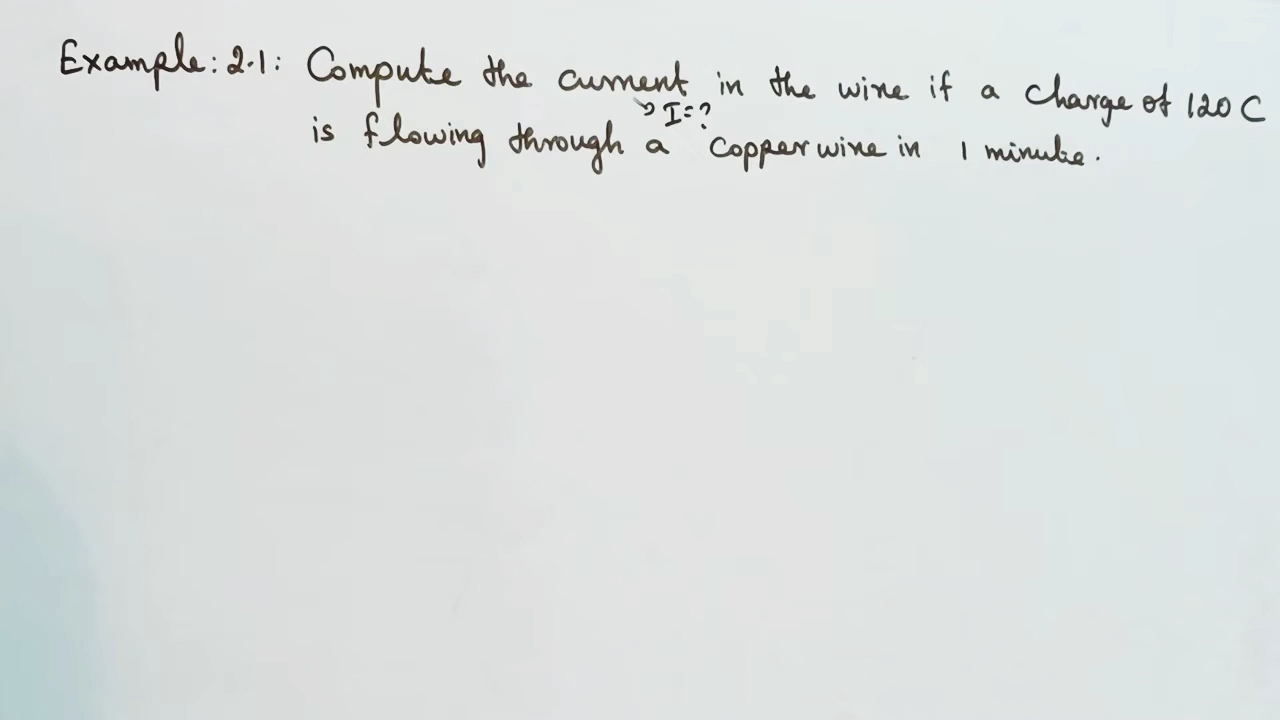 Example: 2.1: Compute the current in the wire if a charge of 120 C
I = ?
is flowing through a copper wire in 1 minute.